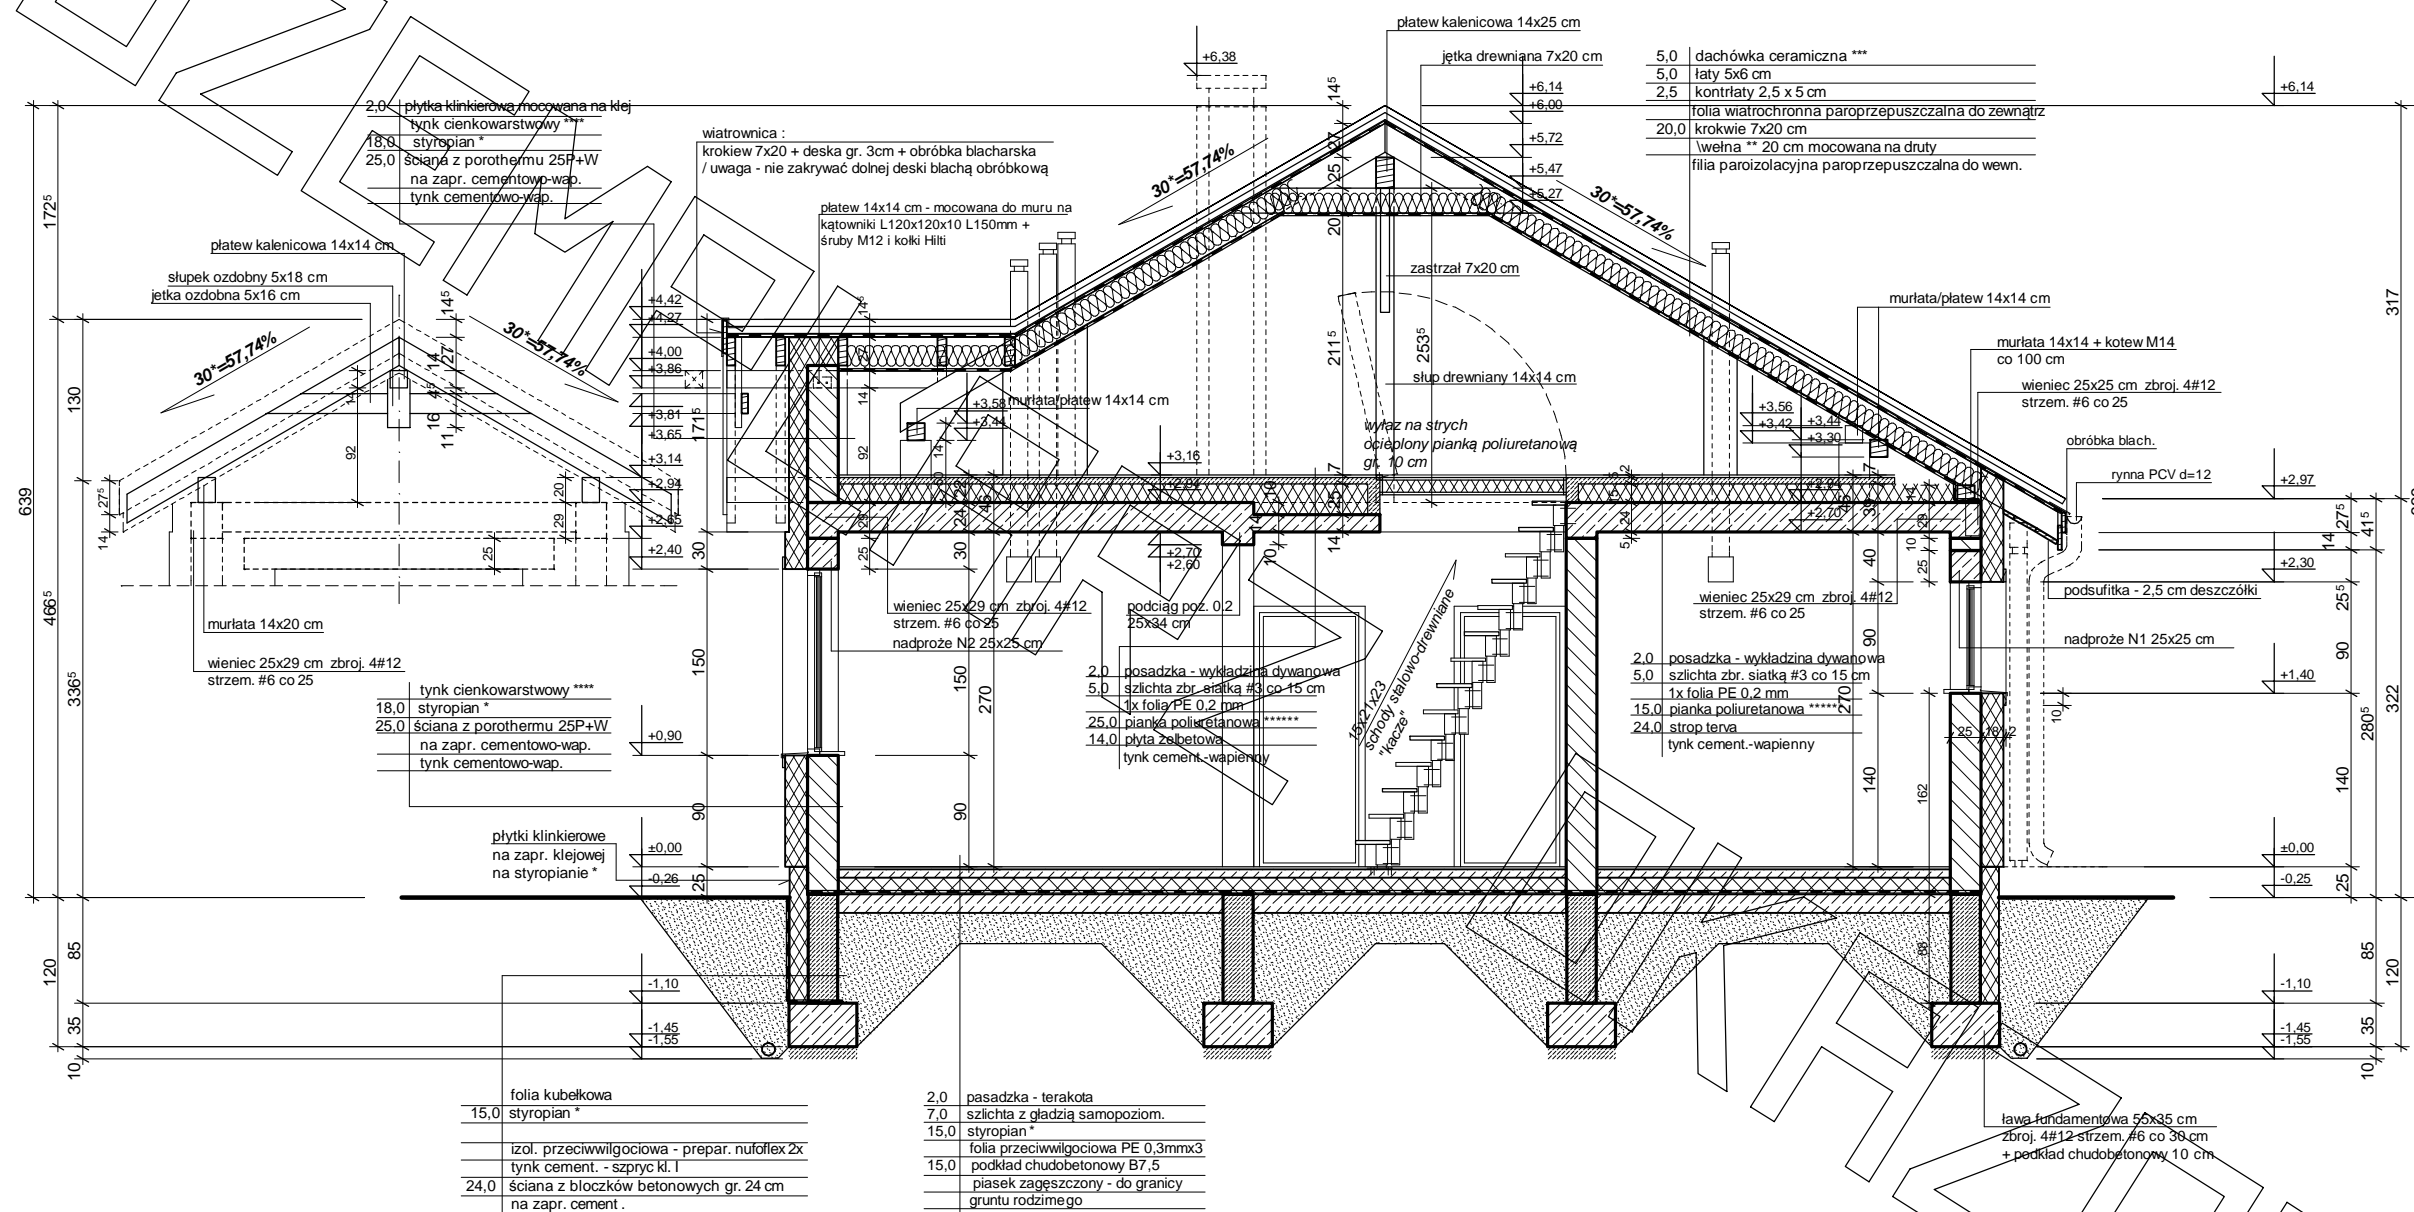 płatew kalenicowa 14x25 cm
jętka drewniana 7x20 cm
+6,38
+6,14
+6,00
+5,72
+5,47
+5,27
5,0 dachówka ceramiczna ***
5,0 łaty 5x6 cm
2,5 kontrłaty 2,5 x 5 cm
folia wiatrochronna paroprzepuszczalna do zewnątrz
20,0 krokwie 7x20 cm
\wełna ** 20 cm mocowana na druty
filia paroizolacyjna paroprzepuszczalna do wewn.
+6,14
2,0 płytka klinkierowa mocowana na klej
tynk cienkowarstwowy ****
18,0 styropian *
25,0 ściana z porothermu 25P+W
na zapr. cementowo-wap.
tynk cementowo-wap.
wiatrownica :
krokiew 7x20 + deska gr. 3cm + obróbka blacharska
/ uwaga - nie zakrywać dolnej deski blachą obróbkową
płatew 14x14 cm - mocowana do muru na
kątowniki L120x120x10 L150mm +
śruby M12 i kołki Hilti
płatew kalenicowa 14x14 cm
słupek ozdobny 5x18 cm
jetka ozdobna 5x16 cm
30*=57,74%
30*=57,74%
30*=57,74%
30*=57,74%
zastrzał 7x20 cm
słup drewniany 14x14 cm
murłata/płatew 14x14 cm
murłata/płatew 14x14 cm
murłata 14x14 + kotew M14
co 100 cm
wieniec 25x25 cm zbroj. 4#12
strzem. #6 co 25
obróbka blach.
rynna PCV d=12
wyłaz na strych
ocieplony pianką poliuretanową
gr. 10 cm
+4,42
+4,27
+4,00
+3,86
+3,81
+3,65
+3,14
+2,94
+2,65
+2,40
+0,90
±0,00
-0,26
-1,10
-1,45
-1,55
+3,58
+3,44
+3,16
+2,94
+2,70
+2,60
+3,56
+3,42
+3,44
+3,30
+2,94
+2,70
+2,97
+2,30
+1,40
±0,00
-0,25
-1,10
-1,45
-1,55
murłata 14x20 cm
wieniec 25x29 cm zbroj. 4#12
strzem. #6 co 25
wieniec 25x29 cm zbroj. 4#12
strzem. #6 co 25
nadproże N2 25x25 cm
podciąg poz. 0.2
25x34 cm
wieniec 25x29 cm zbroj. 4#12
strzem. #6 co 25
podsufitka - 2,5 cm deszczółki
nadproże N1 25x25 cm
tynk cienkowarstwowy ****
18,0 styropian *
25,0 ściana z porothermu 25P+W
na zapr. cementowo-wap.
tynk cementowo-wap.
2,0 posadzka - wykładzina dywanowa
5,0 szlichta zbr. siatką #3 co 15 cm
1x folia PE 0,2 mm
25,0 pianka poliuretanowa ******
14,0 płyta żelbetowa
tynk cement.-wapienny
15x21x23
schody stalowo-drewniane
"kacze"
2,0 posadzka - wykładzina dywanowa
5,0 szlichta zbr. siatką #3 co 15 cm
1x folia PE 0,2 mm
15,0 pianka poliuretanowa ******
24,0 strop terva
tynk cement.-wapienny
płytki klinkierowe
na zapr. klejowej
na styropianie *
639
172⁵
466⁵
130
336⁵
120
85
35
10
171⁵
30
150
90
25
270
211⁵
253⁵
270
140
162
88
317
322
280⁵
41⁵
27⁵
25⁵
90
140
25
85
120
35
10
folia kubełkowa
15,0 styropian *
izol. przeciwwilgociowa - prepar. nufoflex 2x
tynk cement. - szpryc kl. I
24,0 ściana z bloczków betonowych gr. 24 cm
na zapr. cement .
2,0 pasadzka - terakota
7,0 szlichta z gładzią samopoziom.
15,0 styropian *
folia przeciwwilgociowa PE 0,3mmx3
15,0 podkład chudobetonowy B7,5
piasek zagęszczony - do granicy
gruntu rodzimego
ława fundamentowa 55x35 cm
zbroj. 4#12 strzem. #6 co 30 cm
+ podkład chudobetonowy 10 cm